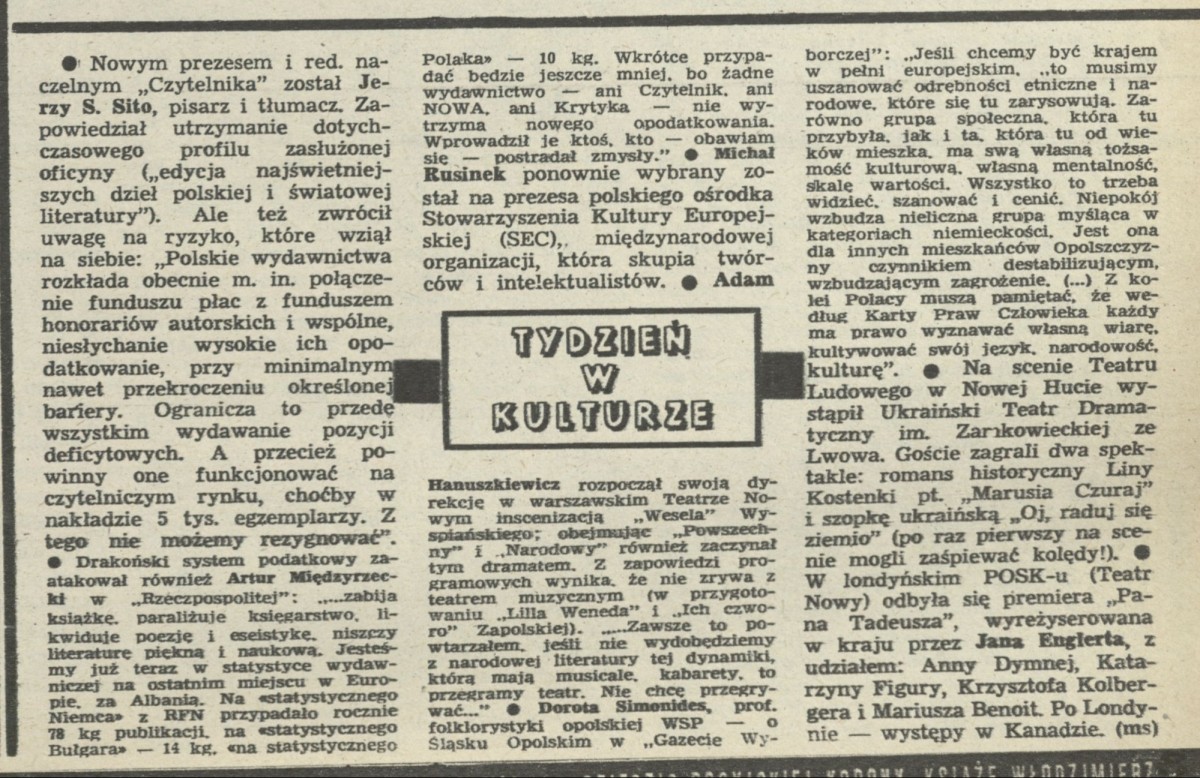 ● Nowym prezesem i red. na-
czelnym „Czytelnika” został Je-
rzy S. Sito, pisarz i tłumacz. Za-
powiedział utrzymanie dotych-
czasowego profilu zasłużonej
oficyny („edycja najświetniej-
szych dzieł polskiej i światowej
literatury”). Ale też zwrócił
uwagę na ryzyko, które wziął
na siebie: „Polskie wydawnictwa
rozkłada obecnie m. in. połącze-
nie funduszu płac z funduszem
honorariów autorskich i wspólne,
niesłychanie wysokie ich opo-
datkowanie, przy minimalnym
nawet przekroczeniu określonej
bariery. Ogranicza to przede
wszystkim wydawanie pozycji
deficytowych. A przecież po-
winny one funkcjonować na
czytelniczym rynku, choćby w
nakładzie 5 tys. egzemplarzy. Z
tego nie możemy rezygnować”.
● Drakoński system podatkowy za-
atakował również Artur Międzyrzec-
ki w „Rzeczpospolitej”: „...zabija
książkę, paraliżuje księgarstwo, li-
kwiduje poezję i eseistykę, niszczy
literaturę piękną i naukową. Jesteś-
my już teraz w statystyce wydaw-
niczej na ostatnim miejscu w Euro-
pie, za Albanią. Na «statystycznego
Niemca» z RFN przypadało rocznie
78 kg publikacji, na «statystycznego
Bułgara» — 14 kg, «na statystycznego
Polaka» — 10 kg. Wkrótce przypa-
dać będzie jeszcze mniej, bo żadne
wydawnictwo — ani Czytelnik, ani
NOWA, ani Krytyka — nie wy-
trzyma nowego opodatkowania.
Wprowadził je ktoś, kto — obawiam
się — postradał zmysły.” ● Michał
Rusinek ponownie wybrany zo-
stał na prezesa polskiego ośrodka
Stowarzyszenia Kultury Europej-
skiej (SEC), międzynarodowej
organizacji, która skupia twór-
ców i intelektualistów. ● Adam
TYDZIEŃ
W
KULTURZE
Hanuszkiewicz rozpoczął swoją dy-
rekcję w warszawskim Teatrze No-
wym inscenizacją „Wesela” Wy-
spiańskiego; obejmując „Powszech-
ny” i „Narodowy” również zaczynał
tym dramatem. Z zapowiedzi pro-
gramowych wynika, że nie zrywa z
teatrem muzycznym (w przygoto-
waniu „Lilla Weneda” i „Ich czwo-
ro” Zapolskiej). „...Zawsze to po-
wtarzałem, jeśli nie wydobędziemy
z narodowej literatury tej dynamiki,
którą mają musicale, kabarety, to
przegramy teatr. Nie chcę przegry-
wać...” ● Dorota Simonides, prof.
folklorystyki opolskiej WSP — o
Śląsku Opolskim w „Gazecie Wy-
borczej”: „Jeśli chcemy być krajem
w pełni europejskim, „to musimy
uszanować odrębności etniczne i na-
rodowe, które się tu zarysowują. Za-
równo grupa społeczna, która tu
przybyła, jak i ta, która tu od wie-
ków mieszka, ma swą własną tożsa-
mość kulturową, własną mentalność,
skalę wartości. Wszystko to trzeba
widzieć, szanować i cenić. Niepokój
wzbudza nieliczna grupa myśląca w
kategoriach niemieckości. Jest ona
dla innych mieszkańców Opolszczyz-
ny czynnikiem destabilizującym,
wzbudzającym zagrożenie. (...) Z ko-
lei Polacy muszą pamiętać, że we-
dług Karty Praw Człowieka każdy
ma prawo wyznawać własną wiarę,
kultywować swój język, narodowość,
kulturę”. ● Na scenie Teatru
Ludowego w Nowej Hucie wy-
stąpił Ukraiński Teatr Drama-
tyczny im. Zańkowieckiej ze
Lwowa. Goście zagrali dwa spek-
takle: romans historyczny Liny
Kostenki pt. „Marusia Czuraj”
i szopkę ukraińską „Oj, raduj się
ziemio” (po raz pierwszy na sce-
nie mogli zaśpiewać kolędy!). ●
W londyńskim POSK-u (Teatr
Nowy) odbyła się premiera „Pa-
na Tadeusza”, wyreżyserowana
w kraju przez Jana Englerta, z
udziałem: Anny Dymnej, Kata-
rzyny Figury, Krzysztofa Kolber-
gera i Mariusza Benoit. Po Londy-
nie — występy w Kanadzie. (ms)
KSIĄŻĘ WŁODZIMIERZ